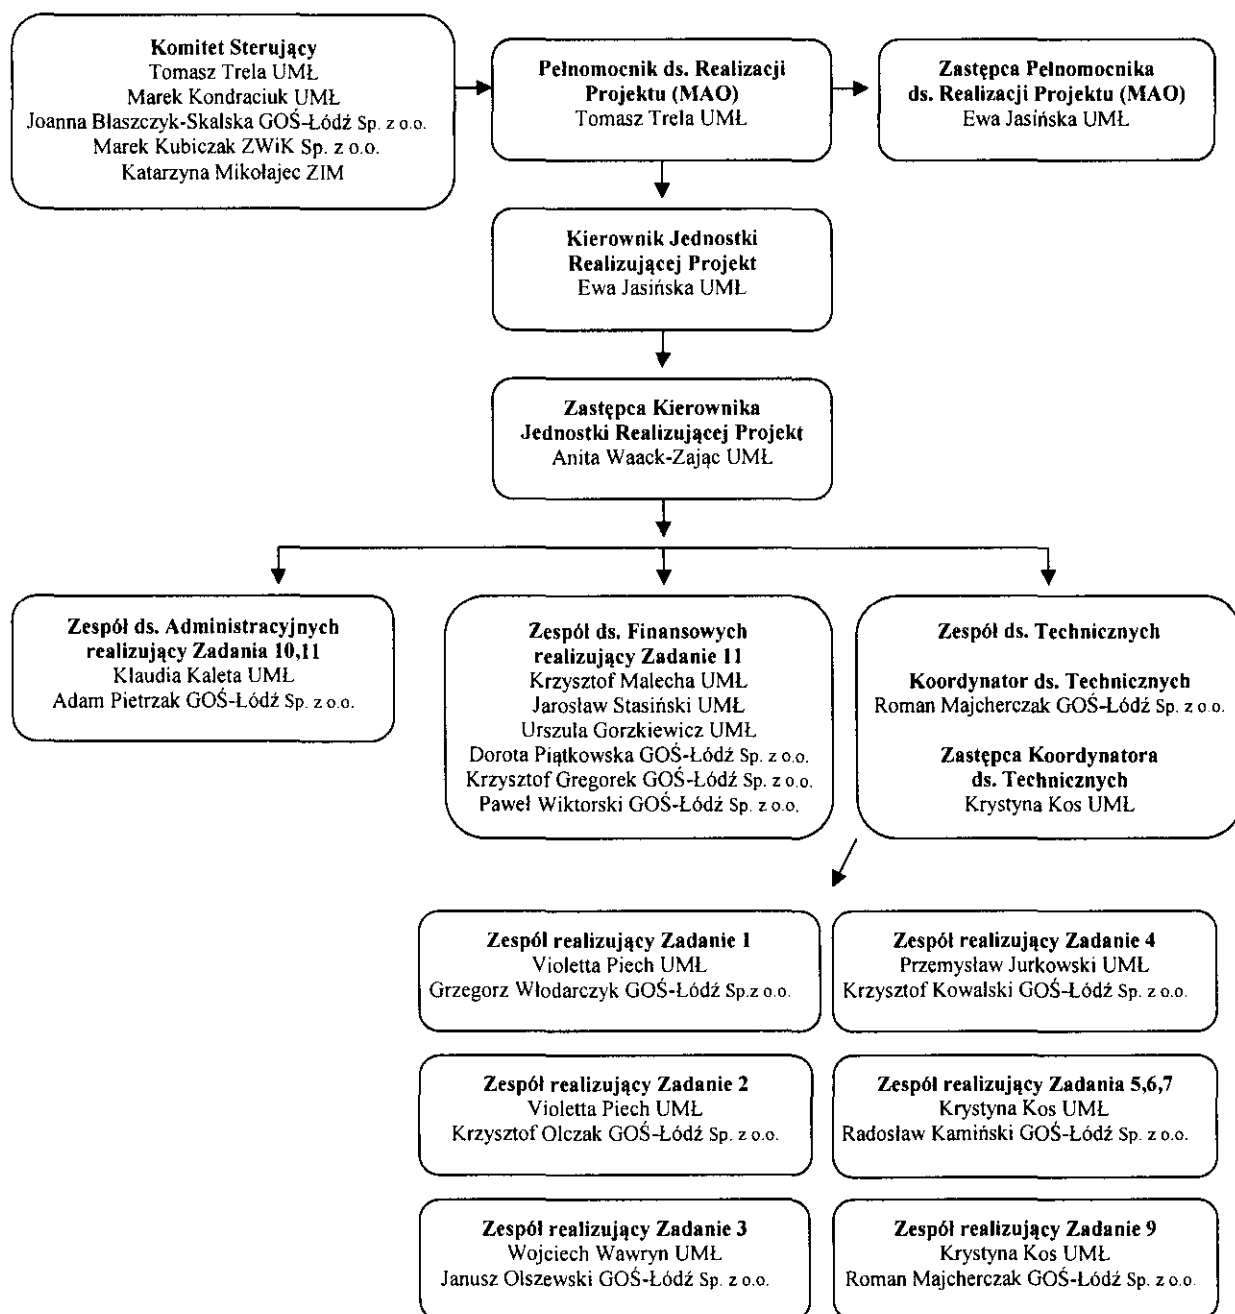 Komitet Sterujący
Tomasz Trela UMŁ
Marek Kondraciuk UMŁ
Joanna Błaszczyk-Skalska GOŚ-Łódź Sp. z o.o.
Marek Kubiczak ZWiK Sp. z o.o.
Katarzyna Mikołajec ZIM
Pełnomocnik ds. Realizacji
Projektu (MAO)
Tomasz Trela UMŁ
Zastępca Pełnomocnika
ds. Realizacji Projektu (MAO)
Ewa Jasińska UMŁ
Kierownik Jednostki
Realizującej Projekt
Ewa Jasińska UMŁ
Zastępca Kierownika
Jednostki Realizującej Projekt
Anita Waack-Zając UMŁ
Zespół ds. Administracyjnych
realizujący Zadania 10,11
Klaudia Kaleta UMŁ
Adam Pietrzak GOŚ-Łódź Sp. z o.o.
Zespół ds. Finansowych
realizujący Zadanie 11
Krzysztof Malecha UMŁ
Jarosław Stasiński UMŁ
Urszula Gorzkiewicz UMŁ
Dorota Piątkowska GOŚ-Łódź Sp. z o.o.
Krzysztof Gregorek GOŚ-Łódź Sp. z o.o.
Paweł Wiktorski GOŚ-Łódź Sp. z o.o.
Zespół ds. Technicznych
Koordynator ds. Technicznych
Roman Majcherczak GOŚ-Łódź Sp. z o.o.
Zastępca Koordynatora
ds. Technicznych
Krystyna Kos UMŁ
Zespół realizujący Zadanie 1
Violetta Piech UMŁ
Grzegorz Włodarczyk GOŚ-Łódź Sp.z o.o.
Zespół realizujący Zadanie 4
Przemysław Jurkowski UMŁ
Krzysztof Kowalski GOŚ-Łódź Sp. z o.o.
Zespół realizujący Zadanie 2
Violetta Piech UMŁ
Krzysztof Olczak GOŚ-Łódź Sp. z o.o.
Zespół realizujący Zadania 5,6,7
Krystyna Kos UMŁ
Radosław Kamiński GOŚ-Łódź Sp. z o.o.
Zespół realizujący Zadanie 3
Wojciech Wawryn UMŁ
Janusz Olszewski GOŚ-Łódź Sp. z o.o.
Zespół realizujący Zadanie 9
Krystyna Kos UMŁ
Roman Majcherczak GOŚ-Łódź Sp. z o.o.